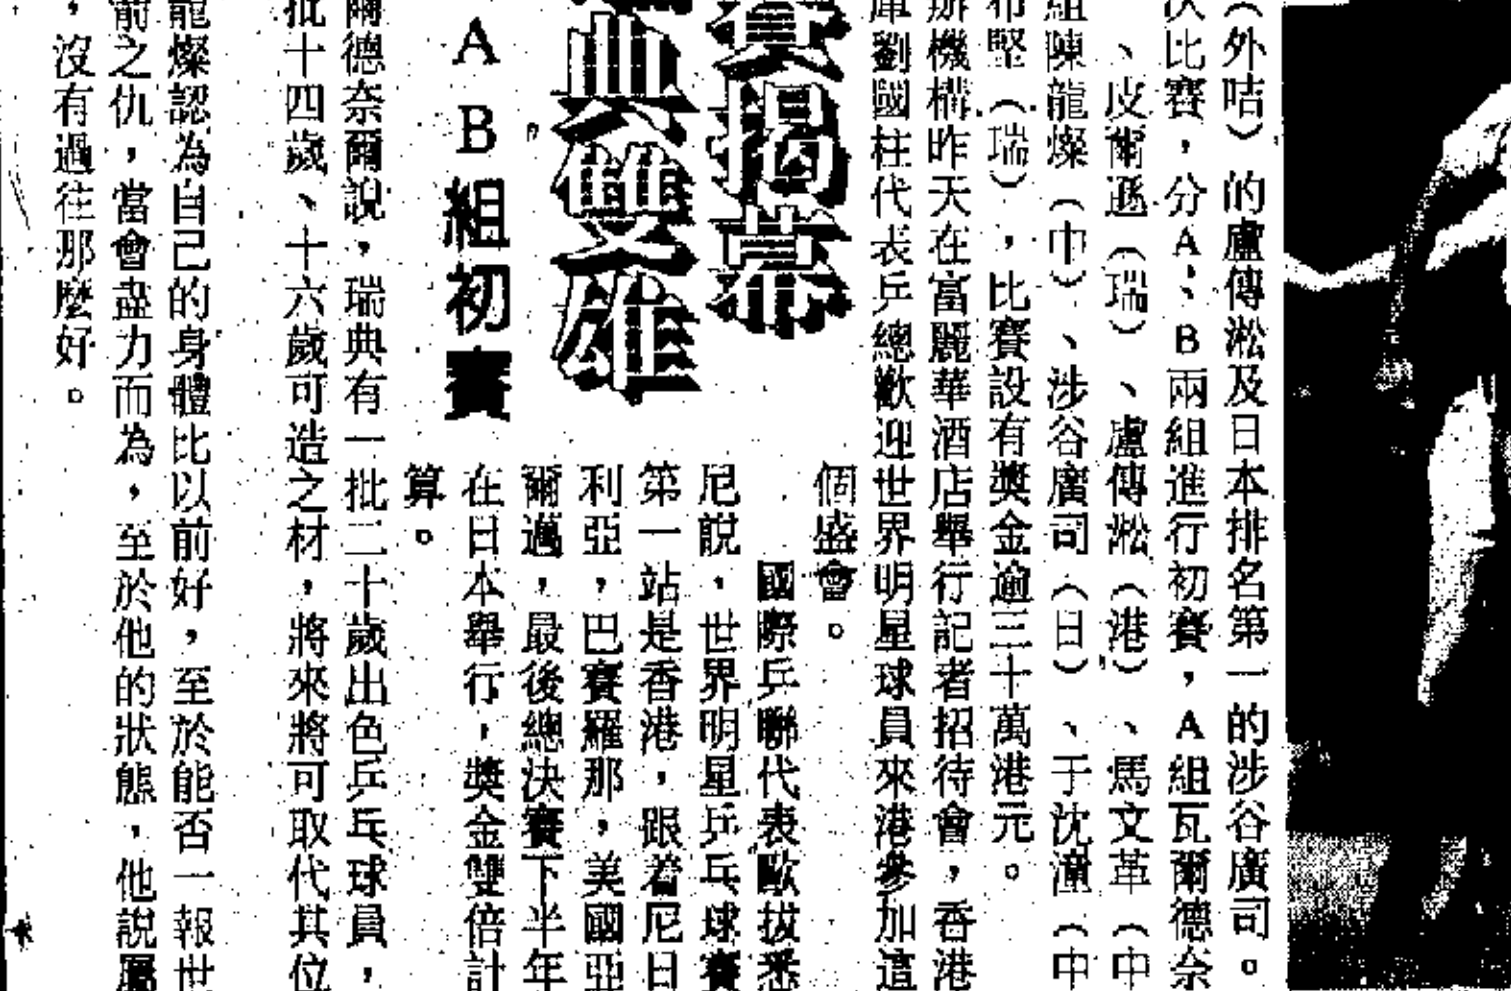 （外咭）的盧傳淞及日本排名第一的涉谷廣司。
比賽，分A、B兩組進行初賽，A組瓦爾德奈
、皮爾遜（瑞）、盧傳淞（港）、馬文革（中
組陳龍燦（巾）、涉谷廣司（日）、于沈潼（中
布堅（瑞），比賽設有獎金逾三十萬港元。
辦機構昨天在富麗華酒店舉行記者招待會，香港
劉國柱代表乒總歡迎世界明星球員來港參加這
個盛會。
賽揭幕
典雙雄
AB組初賽
國際乒聯代表歐拔悉
尼說，世界明星乒乓球賽
第一站是香港，跟着尼日
利亞，巴賽羅那，美國亞
爾邁，最後總決賽下半年
在日本舉行，獎金雙倍計
算。
爾德奈爾說，瑞典有一批二十歲出色乒乓球員，
批十四歲、十六歲可造之材，將來將可取代其位
龍燦認為自己的身體比以前好，至於能否一報世
前之仇，當會盡力而為，至於他的狀態，他說屬
，沒有過往那麼好。